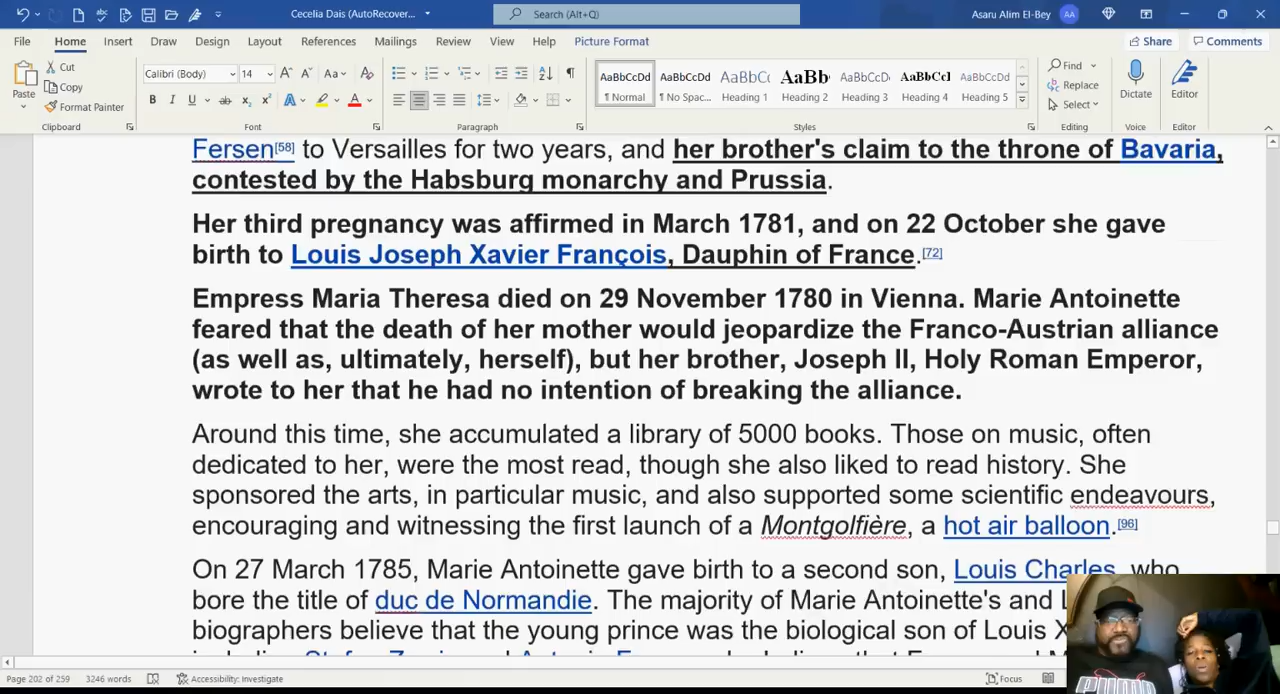 Cecelia Dais (AutoRecover...
Search (Alt+Q)
Asaru Alim El-Bey
AA
File Home Insert Draw Design Layout References Mailings Review View Help Picture Format
Share Comments
Paste
Cut
Copy
Format Painter
Calibri (Body) 14
AaBbCcDd AaBbCcDd AaBbCc AaBb AaBbCcD AaBbCcl AaBbCcDd
¶ Normal ¶ No Spac... Heading 1 Heading 2 Heading 3 Heading 4 Heading 5
Find
Replace
Select
Dictate
Editor
Clipboard Font Paragraph Styles Editing Voice Editor
Fersen[58] to Versailles for two years, and her brother's claim to the throne of Bavaria,
contested by the Habsburg monarchy and Prussia.
Her third pregnancy was affirmed in March 1781, and on 22 October she gave
birth to Louis Joseph Xavier François, Dauphin of France.[72]
Empress Maria Theresa died on 29 November 1780 in Vienna. Marie Antoinette
feared that the death of her mother would jeopardize the Franco-Austrian alliance
(as well as, ultimately, herself), but her brother, Joseph II, Holy Roman Emperor,
wrote to her that he had no intention of breaking the alliance.
Around this time, she accumulated a library of 5000 books. Those on music, often
dedicated to her, were the most read, though she also liked to read history. She
sponsored the arts, in particular music, and also supported some scientific endeavours,
encouraging and witnessing the first launch of a Montgolfière, a hot air balloon.[96]
On 27 March 1785, Marie Antoinette gave birth to a second son, Louis Charles, who
bore the title of duc de Normandie. The majority of Marie Antoinette's and
biographers believe that the young prince was the biological son of Louis
Page 202 of 259 3246 words Accessibility: Investigate Focus
PUMA